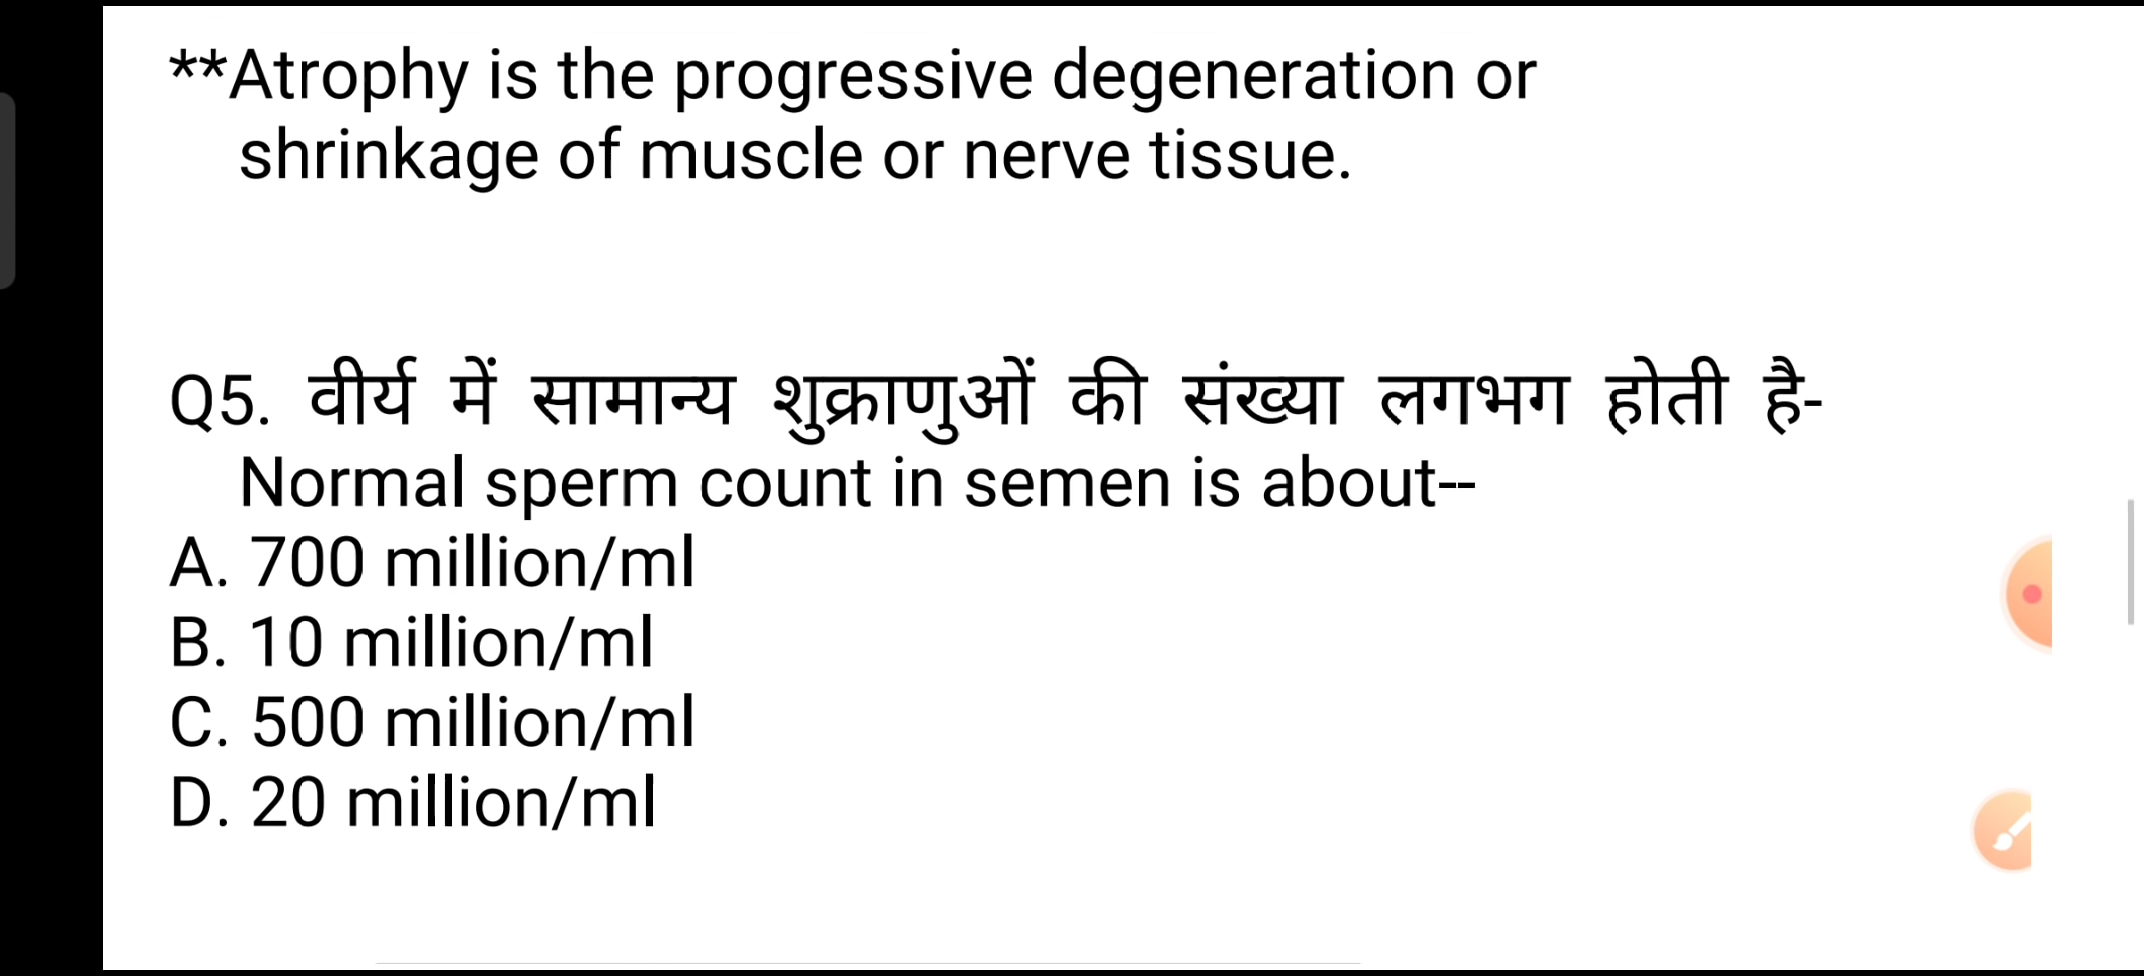 **Atrophy is the progressive degeneration or
shrinkage of muscle or nerve tissue.
Q5. वीर्य में सामान्य शुक्राणुओं की संख्या लगभग होती है-
Normal sperm count in semen is about--
A. 700 million/ml
B. 10 million/ml
C. 500 million/ml
D. 20 million/ml